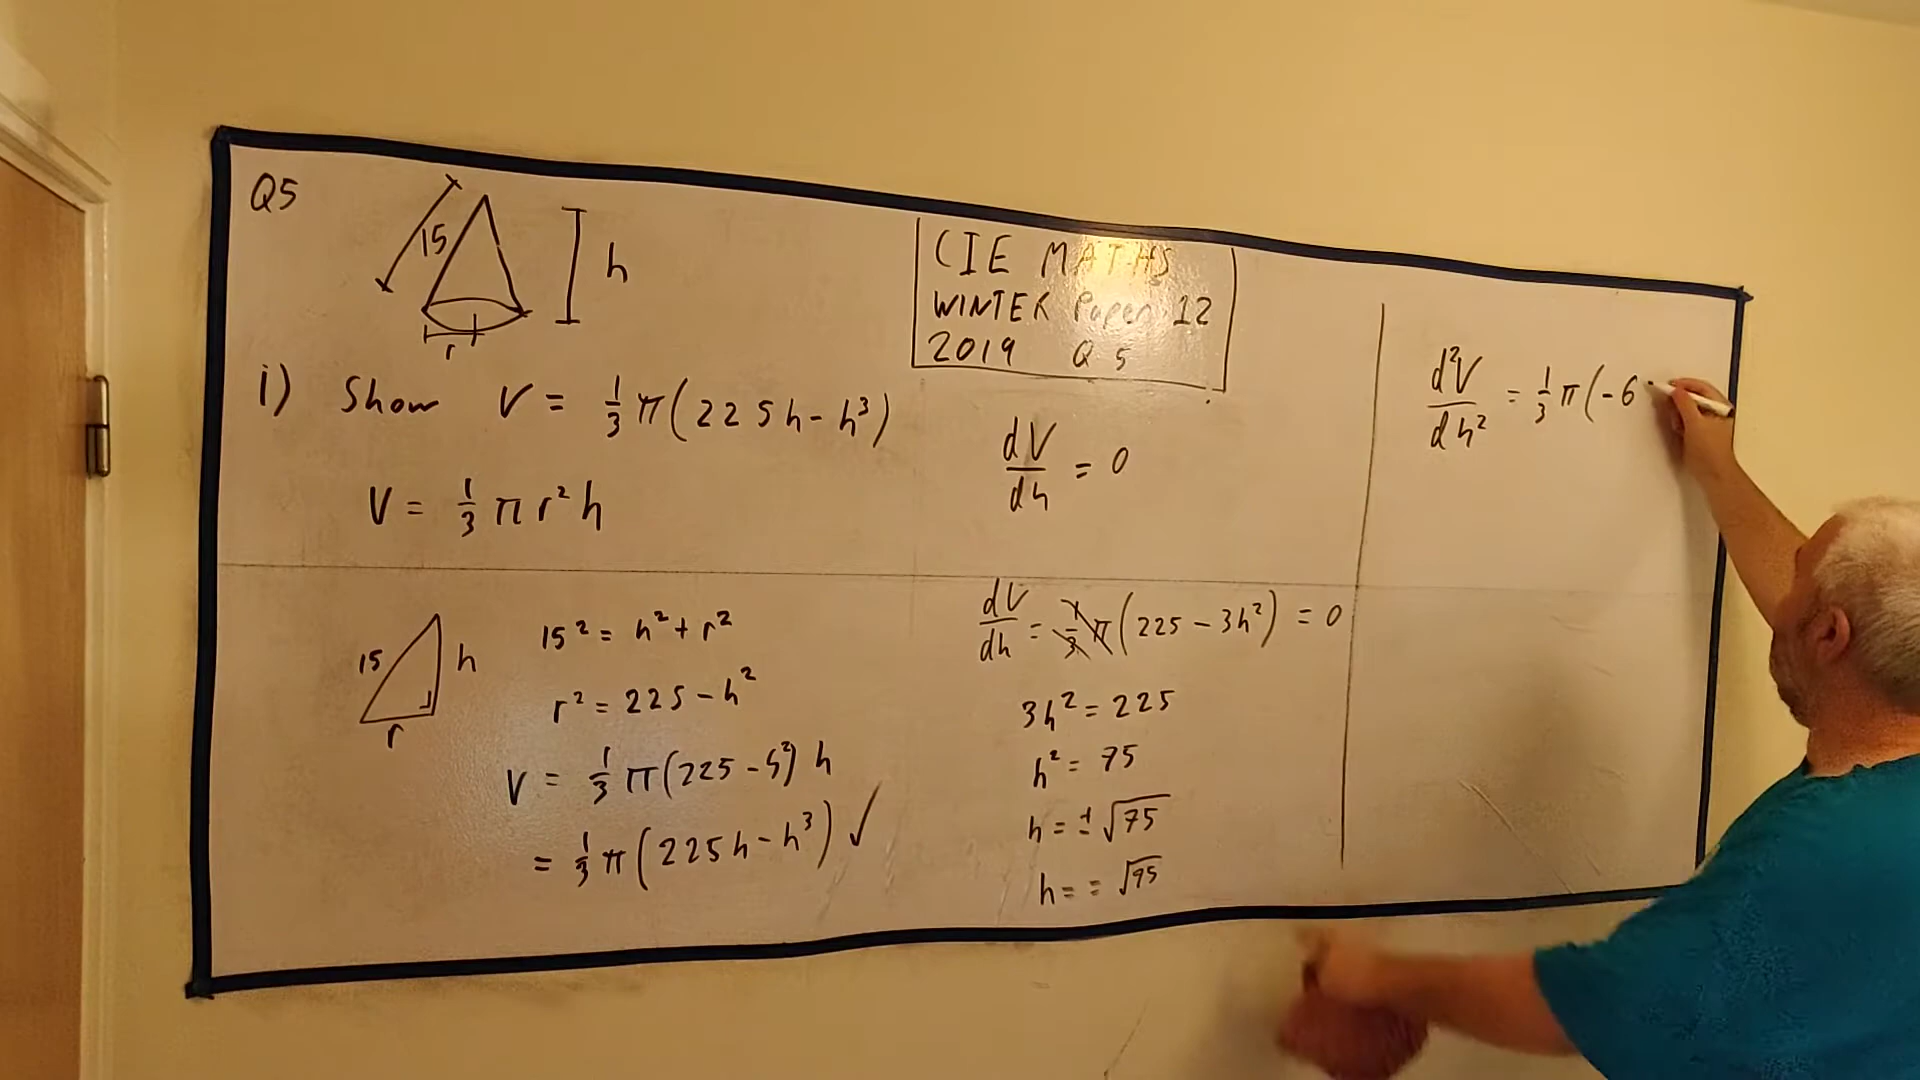 Q5
15
h
r
i) Show V = 1/3 π(225h - h³)
V = 1/3 π r² h
15
h
r
15² = h² + r²
r² = 225 - h²
V = 1/3 π(225 - h²) h
= 1/3 π(225h - h³) ✓
CIE MATHS
WINTER Paper 12
2019 Q5
dV/dh = 0
dV/dh = 1/3 π(225 - 3h²) = 0
3h² = 225
h² = 75
h = ± √75
h = = √75
d²V/dh² = 1/3 π(-6